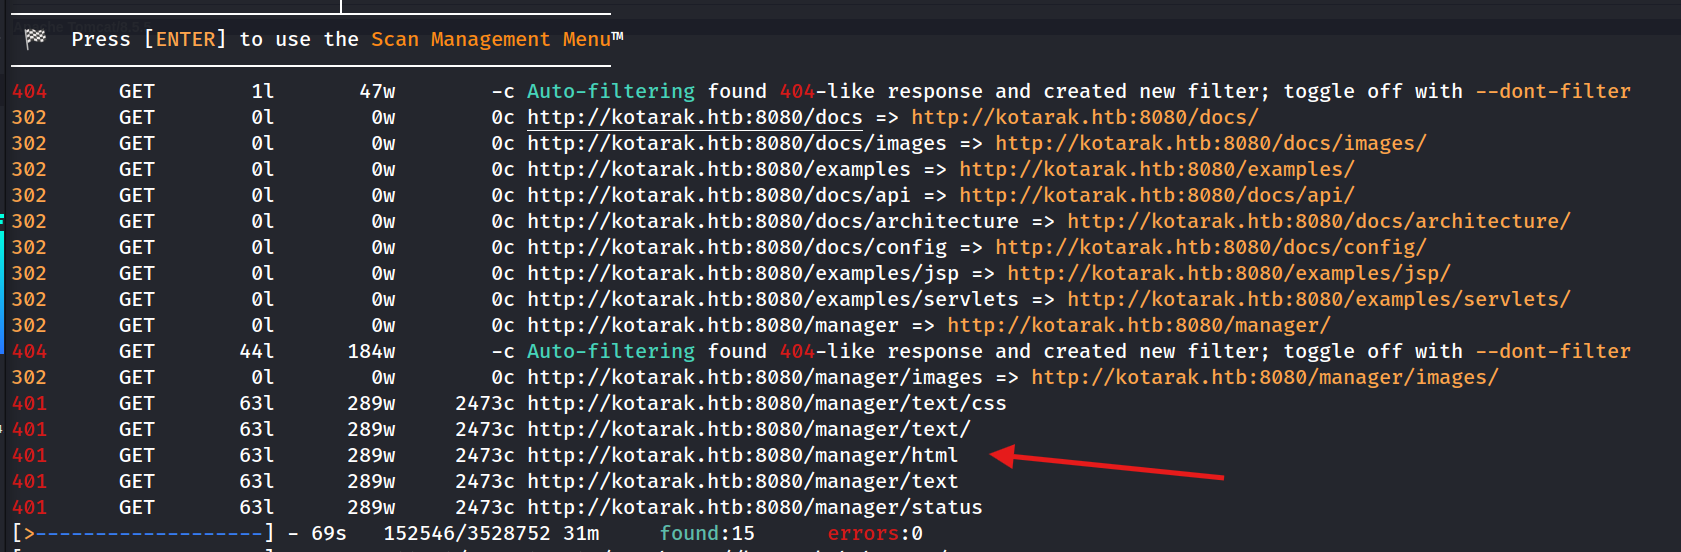 Press [ENTER] to use the Scan Management Menu™
404 GET 1l 47w -c Auto-filtering found 404-like response and created new filter; toggle off with --dont-filter
302 GET 0l 0w 0c http://kotarak.htb:8080/docs => http://kotarak.htb:8080/docs/
302 GET 0l 0w 0c http://kotarak.htb:8080/docs/images => http://kotarak.htb:8080/docs/images/
302 GET 0l 0w 0c http://kotarak.htb:8080/examples => http://kotarak.htb:8080/examples/
302 GET 0l 0w 0c http://kotarak.htb:8080/docs/api => http://kotarak.htb:8080/docs/api/
302 GET 0l 0w 0c http://kotarak.htb:8080/docs/architecture => http://kotarak.htb:8080/docs/architecture/
302 GET 0l 0w 0c http://kotarak.htb:8080/docs/config => http://kotarak.htb:8080/docs/config/
302 GET 0l 0w 0c http://kotarak.htb:8080/examples/jsp => http://kotarak.htb:8080/examples/jsp/
302 GET 0l 0w 0c http://kotarak.htb:8080/examples/servlets => http://kotarak.htb:8080/examples/servlets/
302 GET 0l 0w 0c http://kotarak.htb:8080/manager => http://kotarak.htb:8080/manager/
404 GET 44l 184w -c Auto-filtering found 404-like response and created new filter; toggle off with --dont-filter
302 GET 0l 0w 0c http://kotarak.htb:8080/manager/images => http://kotarak.htb:8080/manager/images/
401 GET 63l 289w 2473c http://kotarak.htb:8080/manager/text/css
401 GET 63l 289w 2473c http://kotarak.htb:8080/manager/text/
401 GET 63l 289w 2473c http://kotarak.htb:8080/manager/html
401 GET 63l 289w 2473c http://kotarak.htb:8080/manager/text
401 GET 63l 289w 2473c http://kotarak.htb:8080/manager/status
[>-------------------] - 69s 152546/3528752 31m found:15 errors:0